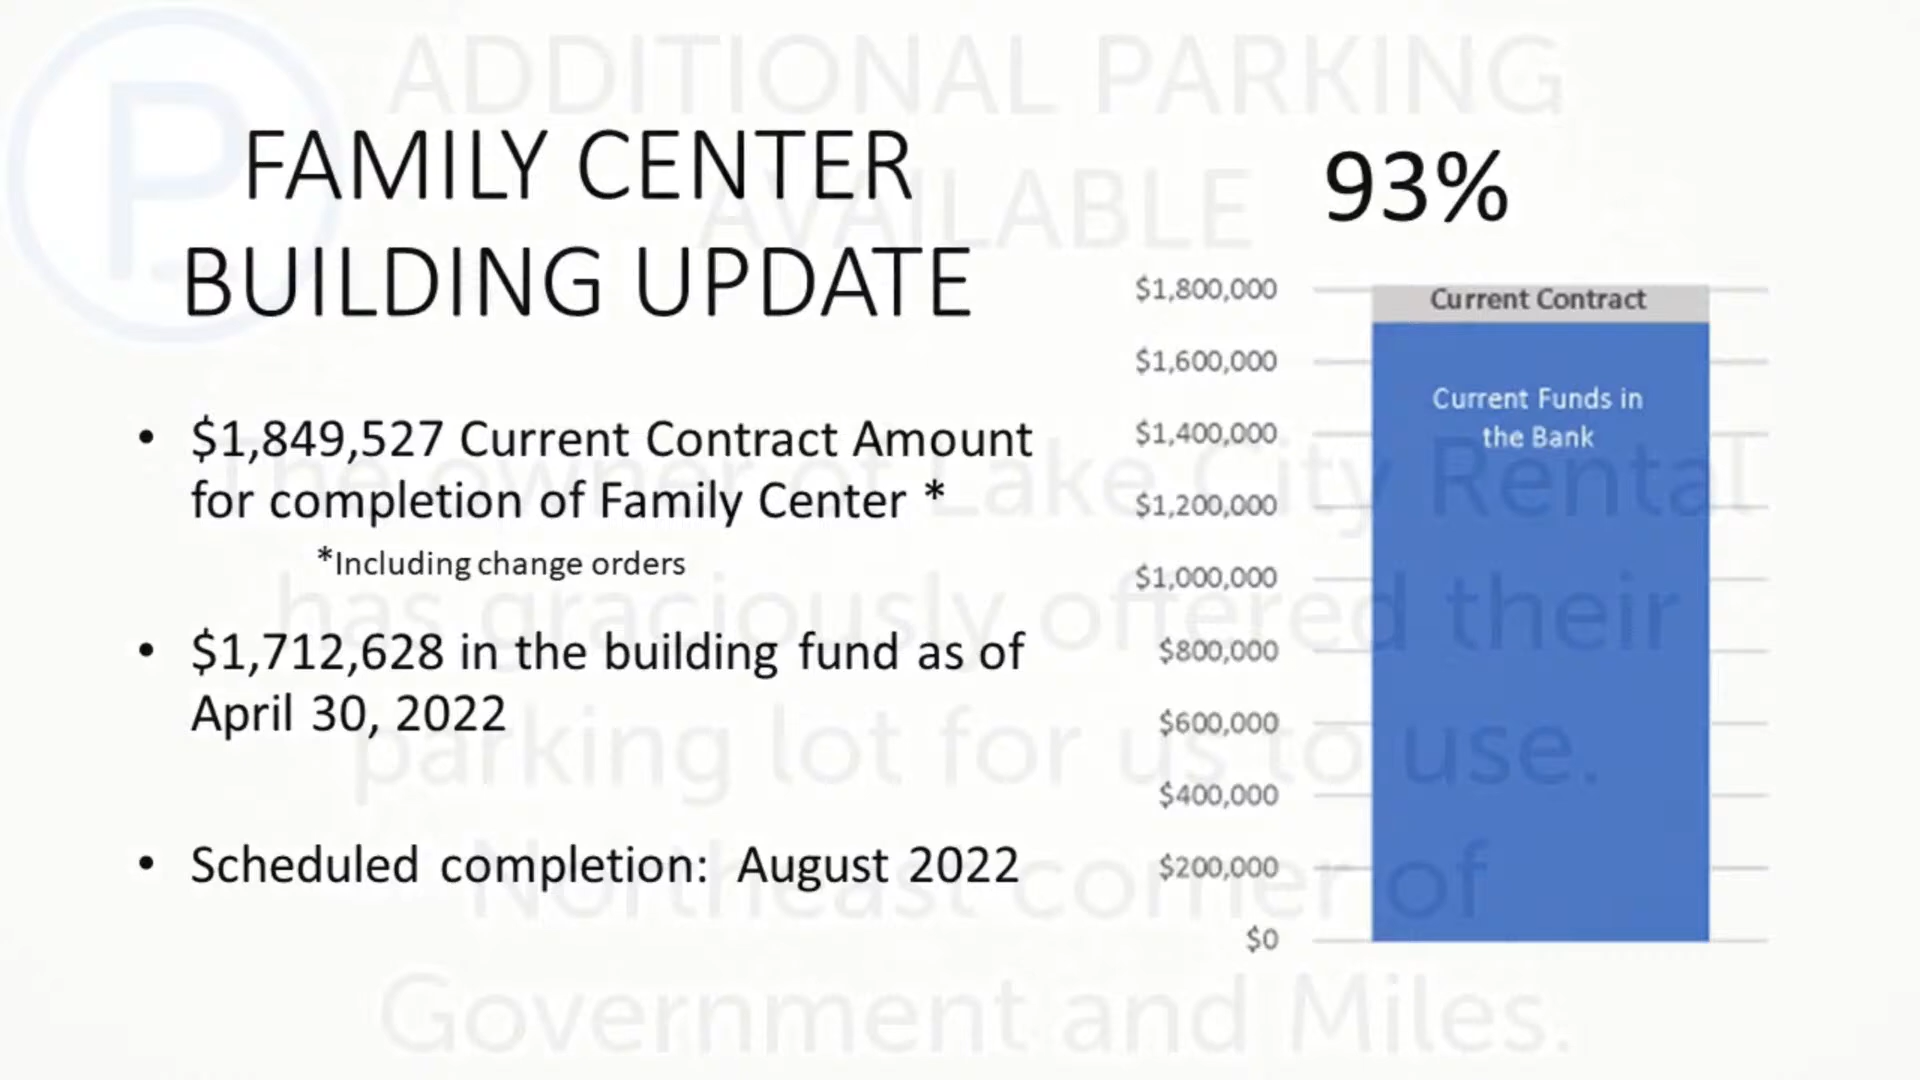 ADDITIONAL PARKING
AVAILABLE
FAMILY CENTER
BUILDING UPDATE
• $1,849,527 Current Contract Amount
for completion of Family Center *
*Including change orders
• $1,712,628 in the building fund as of
April 30, 2022
• Scheduled completion: August 2022
93%
$1,800,000
$1,600,000
$1,400,000
$1,200,000
$1,000,000
$800,000
$600,000
$400,000
$200,000
$0
Current Contract
Current Funds in
the Bank
P
The owner of Lake City Rental
has graciously offered their
parking lot for us to use.
Northeast corner of
Government and Miles.